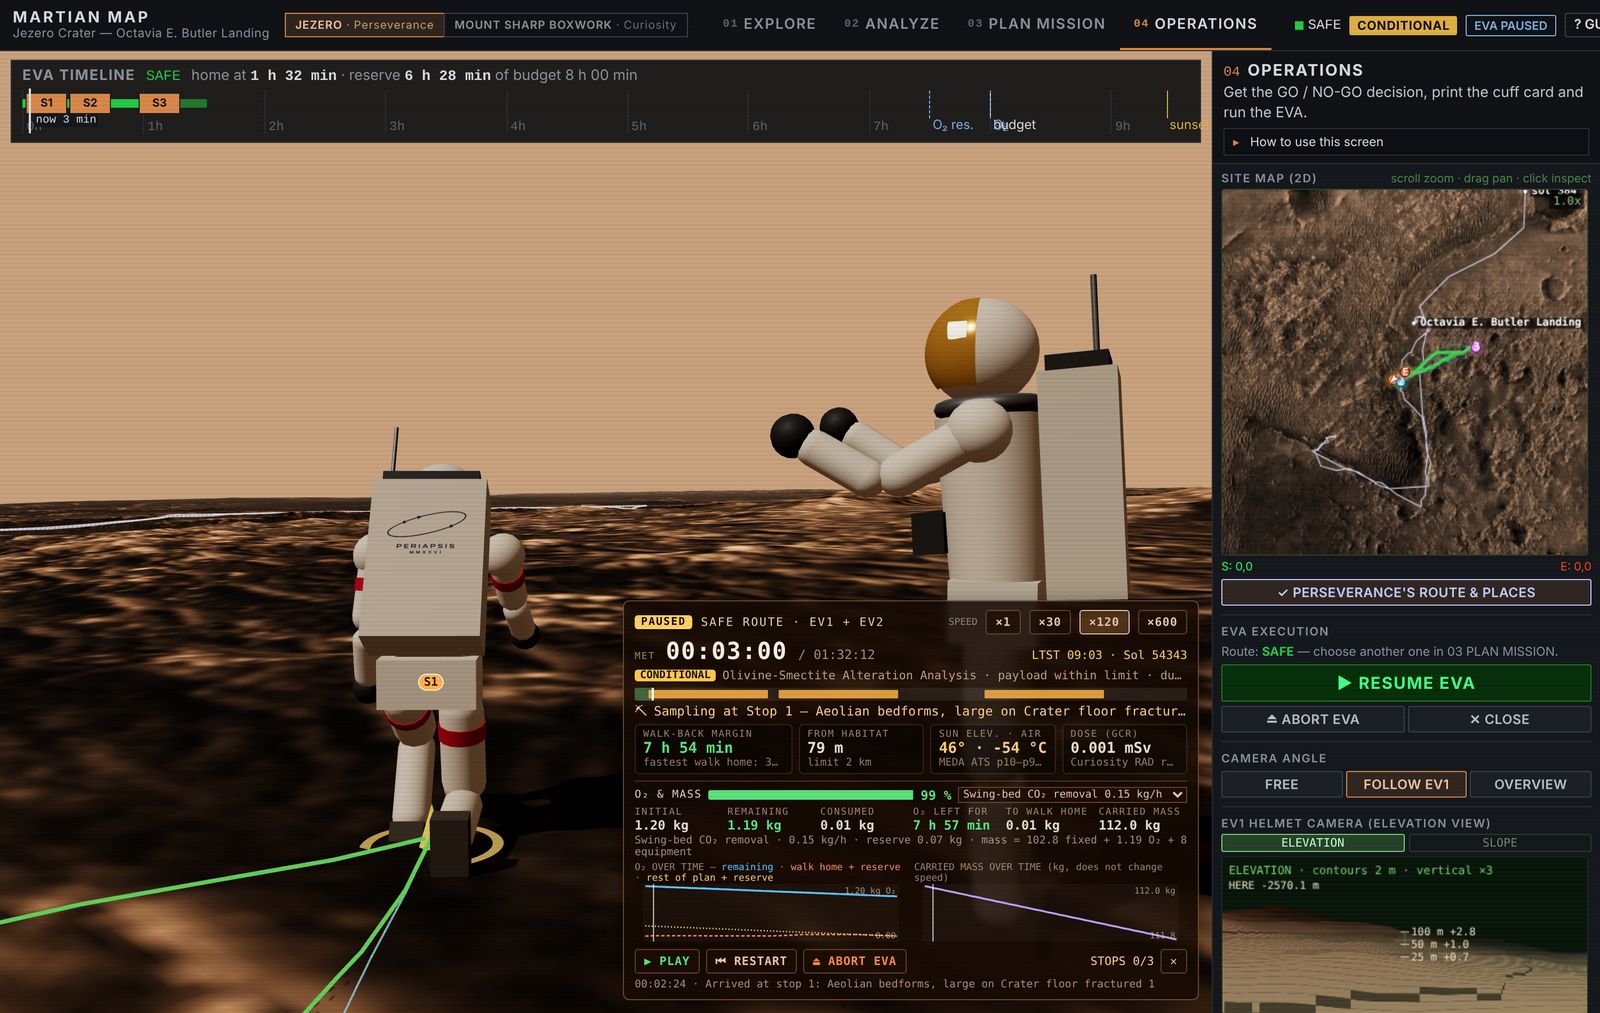 MARTIAN MAP
Jezero Crater — Octavia E. Butler Landing
JEZERO · Perseverance
MOUNT SHARP BOXWORK · Curiosity
01 EXPLORE
02 ANALYZE
03 PLAN MISSION
04 OPERATIONS
SAFE
CONDITIONAL
EVA PAUSED
? GU
EVA TIMELINE SAFE home at 1 h 32 min · reserve 6 h 28 min of budget 8 h 00 min
S1 S2 S3
now 3 min
1h 2h 3h 4h 5h 6h 7h O₂ res. budget 9h sunse
PERIAPSIS
MMXXVI
S1
PAUSED SAFE ROUTE · EV1 + EV2
SPEED ×1 ×30 ×120 ×600
MET 00:03:00 / 01:32:12
LTST 09:03 · Sol 54343
CONDITIONAL Olivine-Smectite Alteration Analysis · payload within limit · du…
⛏ Sampling at Stop 1 — Aeolian bedforms, large on Crater floor fractur…
WALK-BACK MARGIN
7 h 54 min
fastest walk home: 3…
FROM HABITAT
79 m
limit 2 km
SUN ELEV. · AIR
46° · -54 °C
MEDA ATS p10–p9…
DOSE (GCR)
0.001 mSv
Curiosity RAD r…
O₂ & MASS 99 % Swing-bed CO₂ removal 0.15 kg/h
INITIAL REMAINING CONSUMED O₂ LEFT FOR TO WALK HOME CARRIED MASS
1.20 kg 1.19 kg 0.01 kg 7 h 57 min 0.01 kg 112.0 kg
Swing-bed CO₂ removal · 0.15 kg/h · reserve 0.07 kg · mass = 102.8 fixed + 1.19 O₂ + 8
equipment
O₂ OVER TIME — remaining · walk home + reserve
· rest of plan + reserve
1.20 kg O₂
0.00
CARRIED MASS OVER TIME (kg, does not change
speed)
112.0 kg
111.8
▶ PLAY
⏮ RESTART
⏏ ABORT EVA
STOPS 0/3
×
00:02:24 · Arrived at stop 1: Aeolian bedforms, large on Crater floor fractured 1
04 OPERATIONS
Get the GO / NO-GO decision, print the cuff card and
run the EVA.
▸ How to use this screen
SITE MAP (2D)
scroll zoom · drag pan · click inspect
Sol 384
1.0x
Octavia E. Butler Landing
E
3
S: 0,0
E: 0,0
✓ PERSEVERANCE'S ROUTE & PLACES
EVA EXECUTION
Route: SAFE — choose another one in 03 PLAN MISSION.
▶ RESUME EVA
⏏ ABORT EVA
✕ CLOSE
CAMERA ANGLE
FREE
FOLLOW EV1
OVERVIEW
EV1 HELMET CAMERA (ELEVATION VIEW)
ELEVATION
SLOPE
ELEVATION · contours 2 m · vertical ×3
HERE -2570.1 m
100 m +2.8
50 m +1.0
25 m +0.7